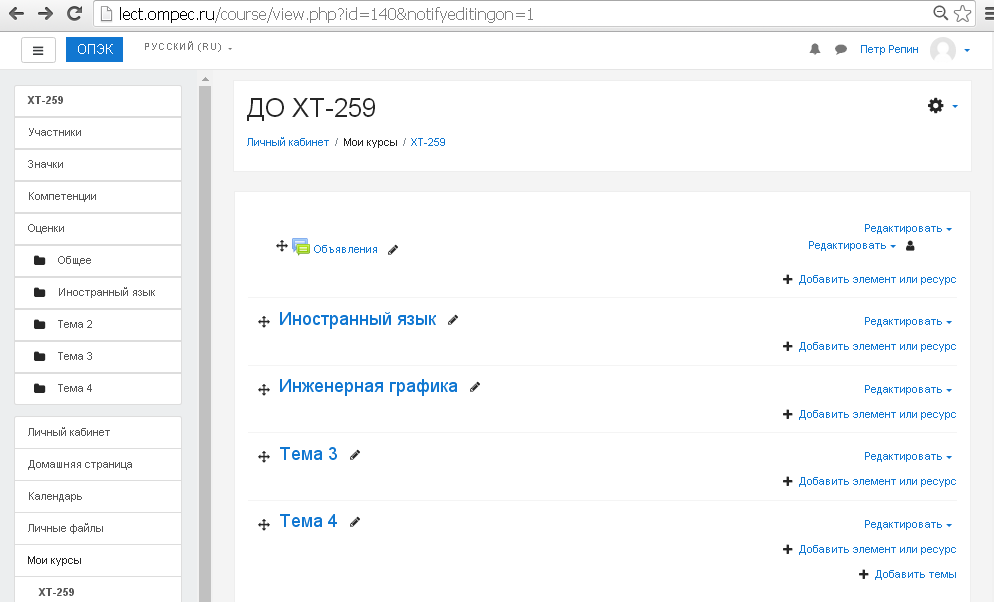 lect.ompec.ru/course/view.php?id=140&notifyeditingon=1
ОПЭК
РУССКИЙ (RU)
Петр Репин
ХТ-259
Участники
Значки
Компетенции
Оценки
Общее
Иностранный язык
Тема 2
Тема 3
Тема 4
Личный кабинет
Домашняя страница
Календарь
Личные файлы
Мои курсы
ХТ-259
ДО ХТ-259
Личный кабинет / Мои курсы / ХТ-259
Редактировать
Объявления
Редактировать
Добавить элемент или ресурс
Иностранный язык
Редактировать
Добавить элемент или ресурс
Инженерная графика
Редактировать
Добавить элемент или ресурс
Тема 3
Редактировать
Добавить элемент или ресурс
Тема 4
Редактировать
Добавить элемент или ресурс
Добавить темы